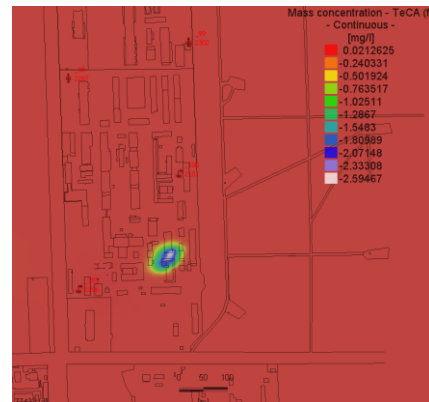 Mass concentration - TeCA (f
- Continuous -
[mg/l]
0.0212625
-0.240331
-0.501924
-0.763517
-1.02511
-1.2867
-1.5483
-1.80989
-2.07148
-2.33308
-2.59467
0 50 100